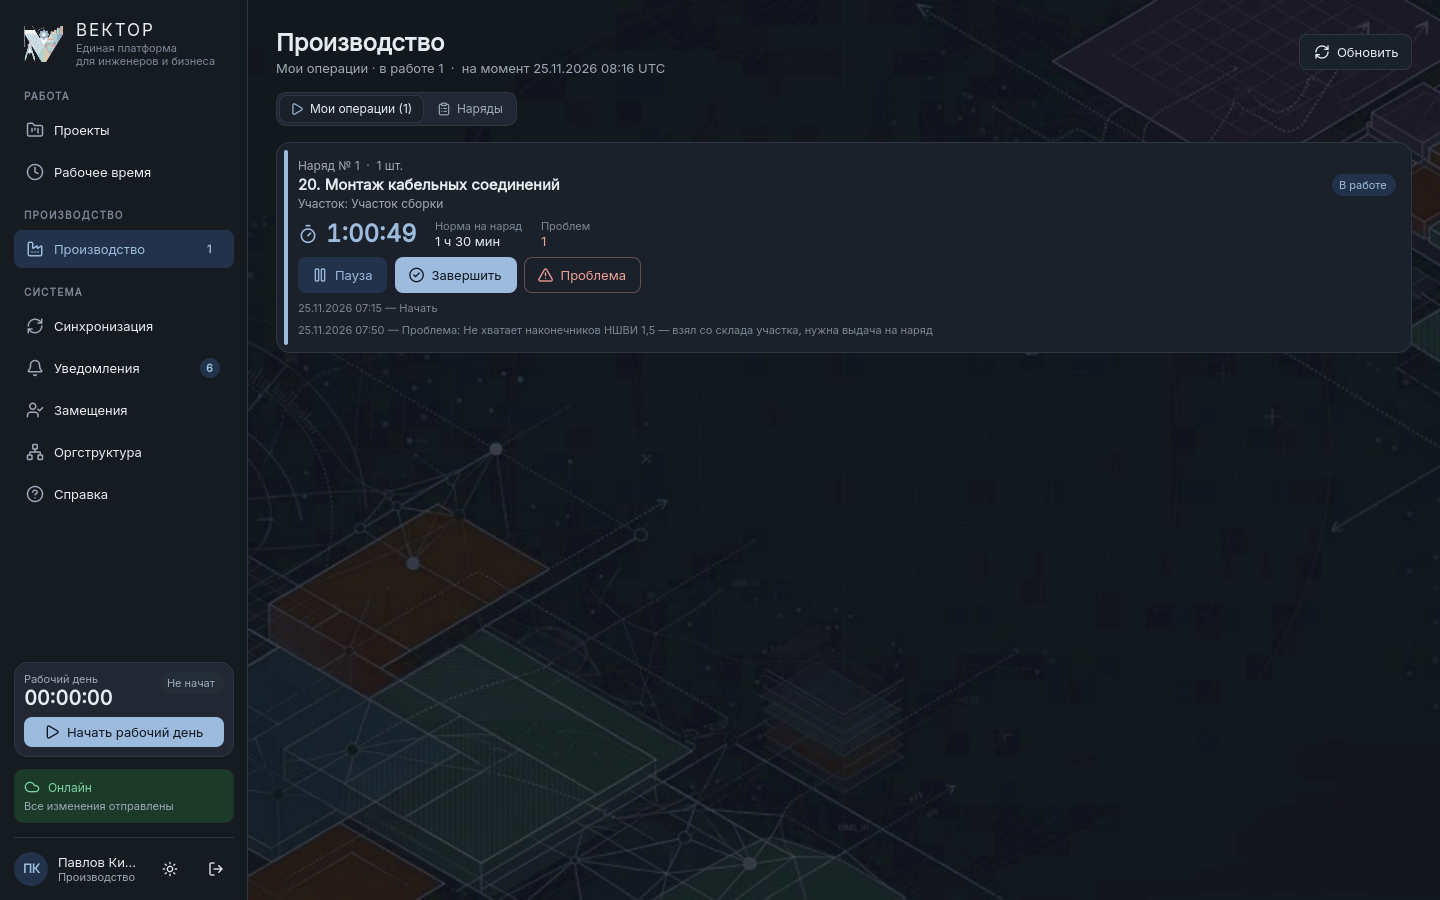 ВЕКТОР
Единая платформа
для инженеров и бизнеса
РАБОТА
Проекты
Рабочее время
ПРОИЗВОДСТВО
Производство 1
СИСТЕМА
Синхронизация
Уведомления 6
Замещения
Оргструктура
Справка
Рабочий день
Не начат
00:00:00
Начать рабочий день
Онлайн
Все изменения отправлены
ПК
Павлов Ки...
Производство
Производство
Мои операции · в работе 1 · на момент 25.11.2026 08:16 UTC
Обновить
Мои операции (1)
Наряды
Наряд № 1 · 1 шт.
20. Монтаж кабельных соединений
Участок: Участок сборки
В работе
1:00:49
Норма на наряд
1 ч 30 мин
Проблем
1
Пауза
Завершить
Проблема
25.11.2026 07:15 — Начать
25.11.2026 07:50 — Проблема: Не хватает наконечников НШВИ 1,5 — взял со склада участка, нужна выдача на наряд